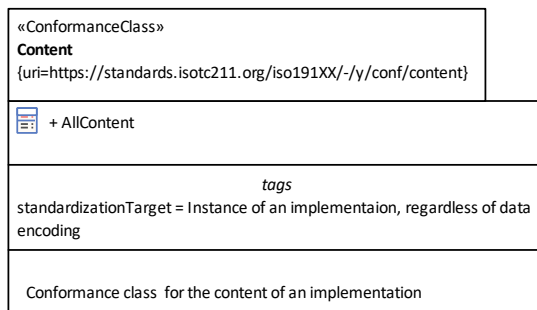 «ConformanceClass»
Content
{uri=https://standards.isotc211.org/iso191XX/-/y/conf/content}
+ AllContent
tags
standardizationTarget = Instance of an implementaion, regardless of data
encoding
Conformance class for the content of an implementation